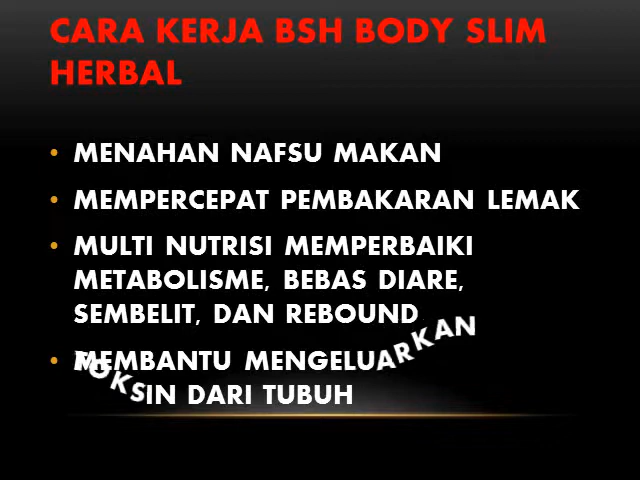 CARA KERJA BSH BODY SLIM
HERBAL
• MENAHAN NAFSU MAKAN
• MEMPERCEPAT PEMBAKARAN LEMAK
• MULTI NUTRISI MEMPERBAIKI
METABOLISME, BEBAS DIARE,
SEMBELIT, DAN REBOUND
• MEMBANTU MENGELUARKAN
TOKSIN DARI TUBUH